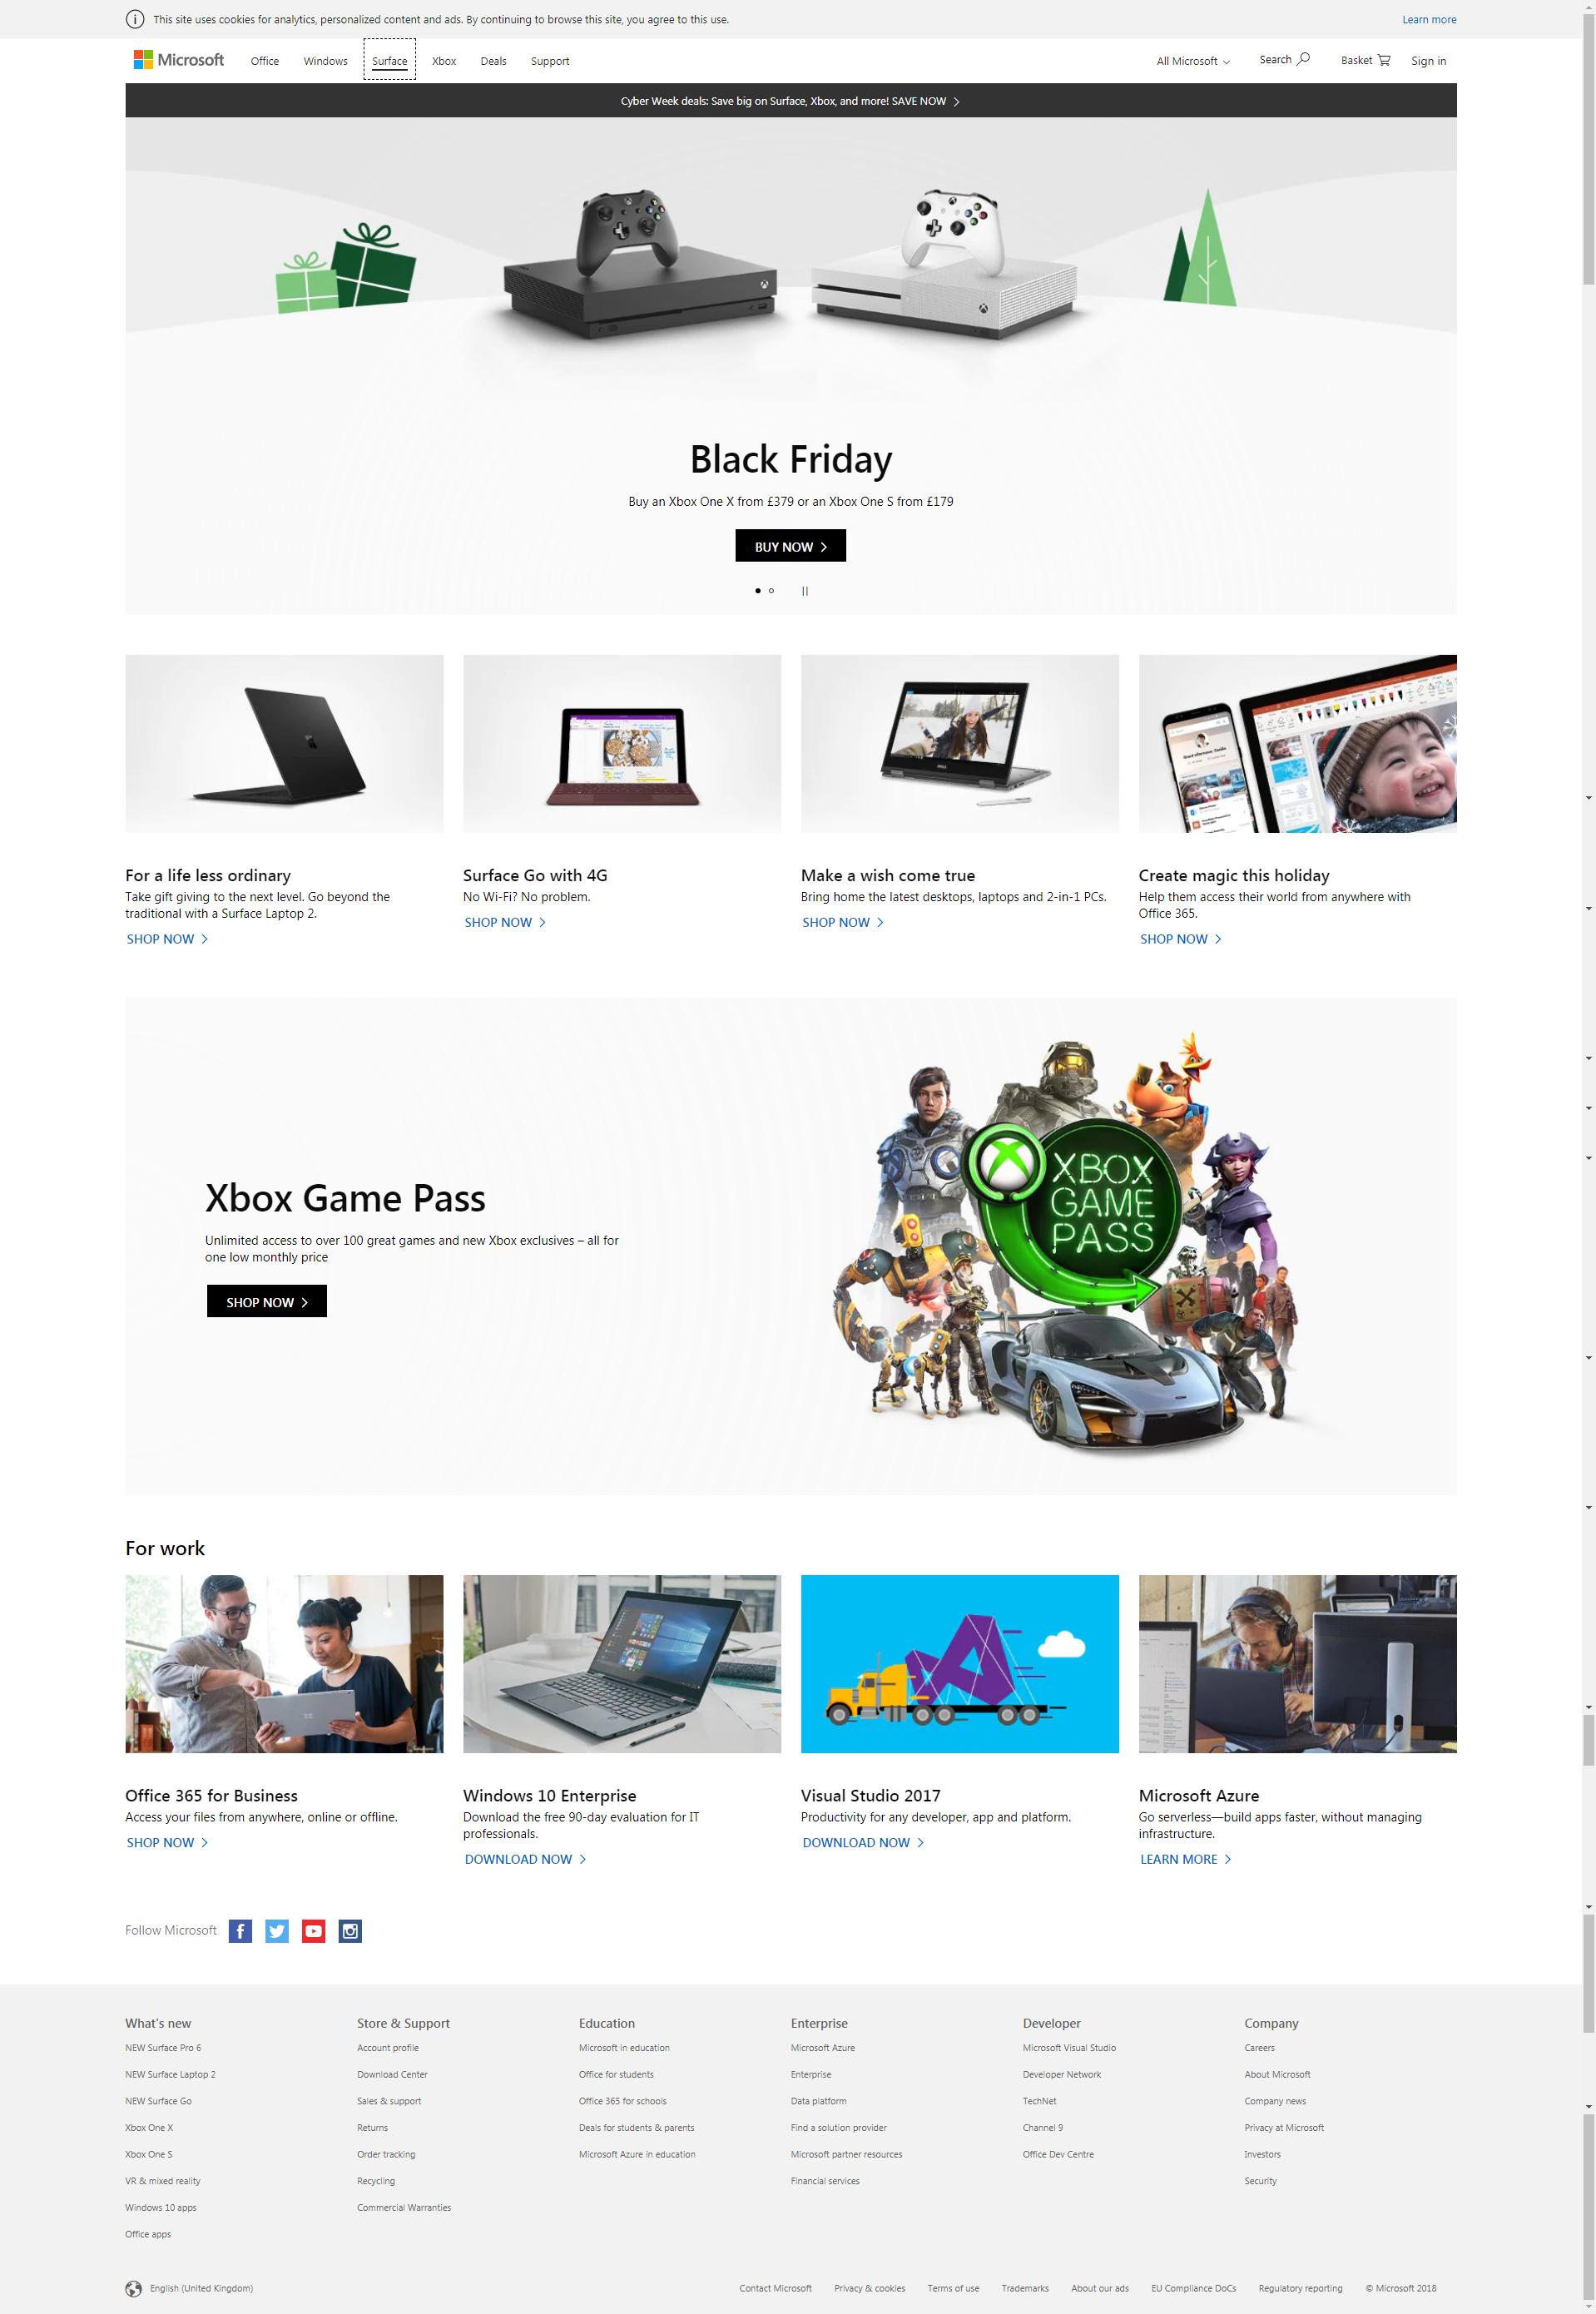 This site uses cookies for analytics, personalized content and ads. By continuing to browse this site, you agree to this use.
Learn more
Microsoft
Office
Windows
Surface
Xbox
Deals
Support
All Microsoft
Search
Basket
Sign in
Cyber Week deals: Save big on Surface, Xbox, and more! SAVE NOW
Black Friday
Buy an Xbox One X from £379 or an Xbox One S from £179
BUY NOW
For a life less ordinary
Take gift giving to the next level. Go beyond the
traditional with a Surface Laptop 2.
SHOP NOW
Surface Go with 4G
No Wi-Fi? No problem.
SHOP NOW
Make a wish come true
Bring home the latest desktops, laptops and 2-in-1 PCs.
SHOP NOW
Create magic this holiday
Help them access their world from anywhere with
Office 365.
SHOP NOW
Xbox Game Pass
Unlimited access to over 100 great games and new Xbox exclusives – all for
one low monthly price
SHOP NOW
XBOX
GAME
PASS
For work
Office 365 for Business
Access your files from anywhere, online or offline.
SHOP NOW
Windows 10 Enterprise
Download the free 90-day evaluation for IT
professionals.
DOWNLOAD NOW
Visual Studio 2017
Productivity for any developer, app and platform.
DOWNLOAD NOW
Microsoft Azure
Go serverless—build apps faster, without managing
infrastructure.
LEARN MORE
Follow Microsoft
What's new
NEW Surface Pro 6
NEW Surface Laptop 2
NEW Surface Go
Xbox One X
Xbox One S
VR & mixed reality
Windows 10 apps
Office apps
Store & Support
Account profile
Download Center
Sales & support
Returns
Order tracking
Recycling
Commercial Warranties
Education
Microsoft in education
Office for students
Office 365 for schools
Deals for students & parents
Microsoft Azure in education
Enterprise
Microsoft Azure
Enterprise
Data platform
Find a solution provider
Microsoft partner resources
Financial services
Developer
Microsoft Visual Studio
Developer Network
TechNet
Channel 9
Office Dev Centre
Company
Careers
About Microsoft
Company news
Privacy at Microsoft
Investors
Security
English (United Kingdom)
Contact Microsoft
Privacy & cookies
Terms of use
Trademarks
About our ads
EU Compliance DoCs
Regulatory reporting
© Microsoft 2018